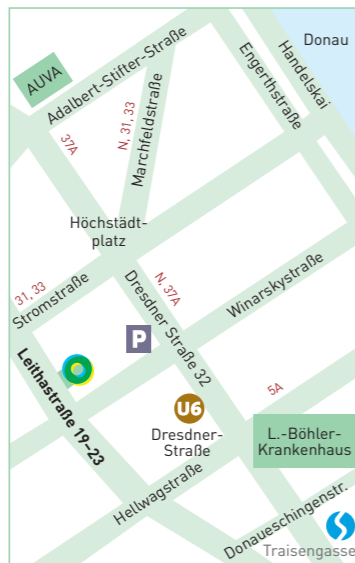 Donau
Handelskai
Engerthstraße
Adalbert-Stifter-Straße
AUVA
37A
N, 31, 33
Marchfeldstraße
Höchstädt-
platz
31, 33
Stromstraße
N, 37A
Dresdner Straße 32
Winarskystraße
P
Leithastraße 19–23
5A
U6
Dresdner-
Straße
L.-Böhler-
Krankenhaus
Hellwagstraße
Donaueschingenstr.
Traisengasse